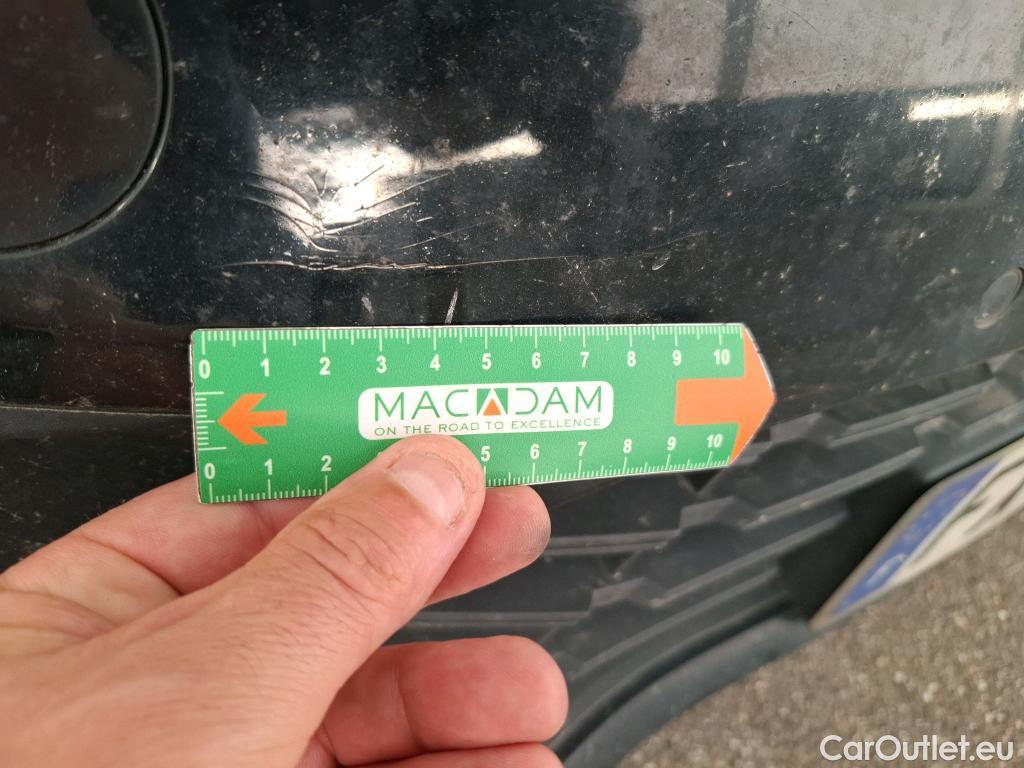 0 1 2 3 4 5 6 7 8 9 10
MACADAM
ON THE ROAD TO EXCELLENCE
0 1 2 5 6 7 8 9 10
CarOutlet.eu